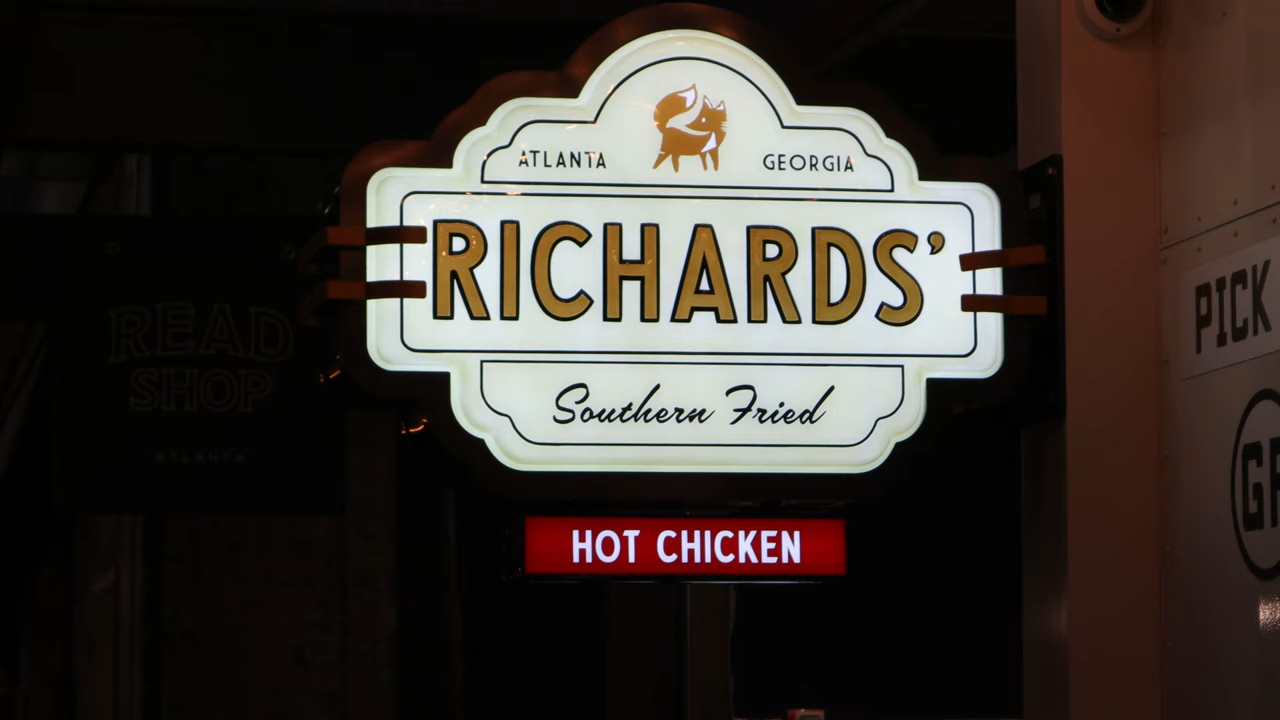 ATLANTA GEORGIA
RICHARDS’
Southern Fried
HOT CHICKEN
READ
SHOP
ATLANTA
PICK